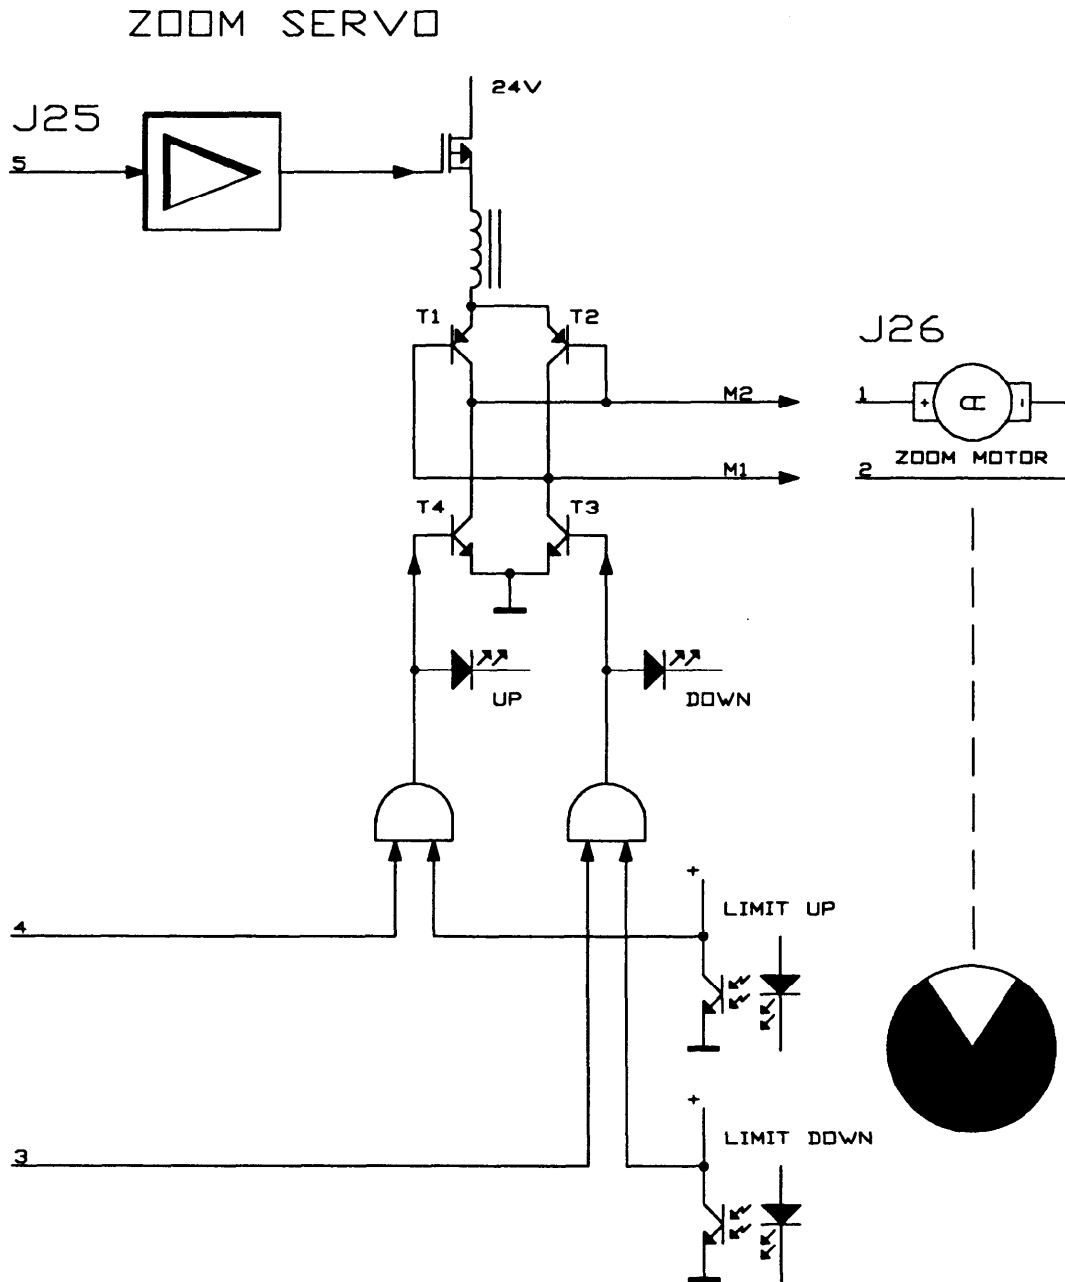 ZOOM SERVO
24V
J25
5
T1
T2
J26
M2
1
+
A
-
ZOOM MOTOR
M1
2
T4
T3
UP
DOWN
+
LIMIT UP
4
+
LIMIT DOWN
3